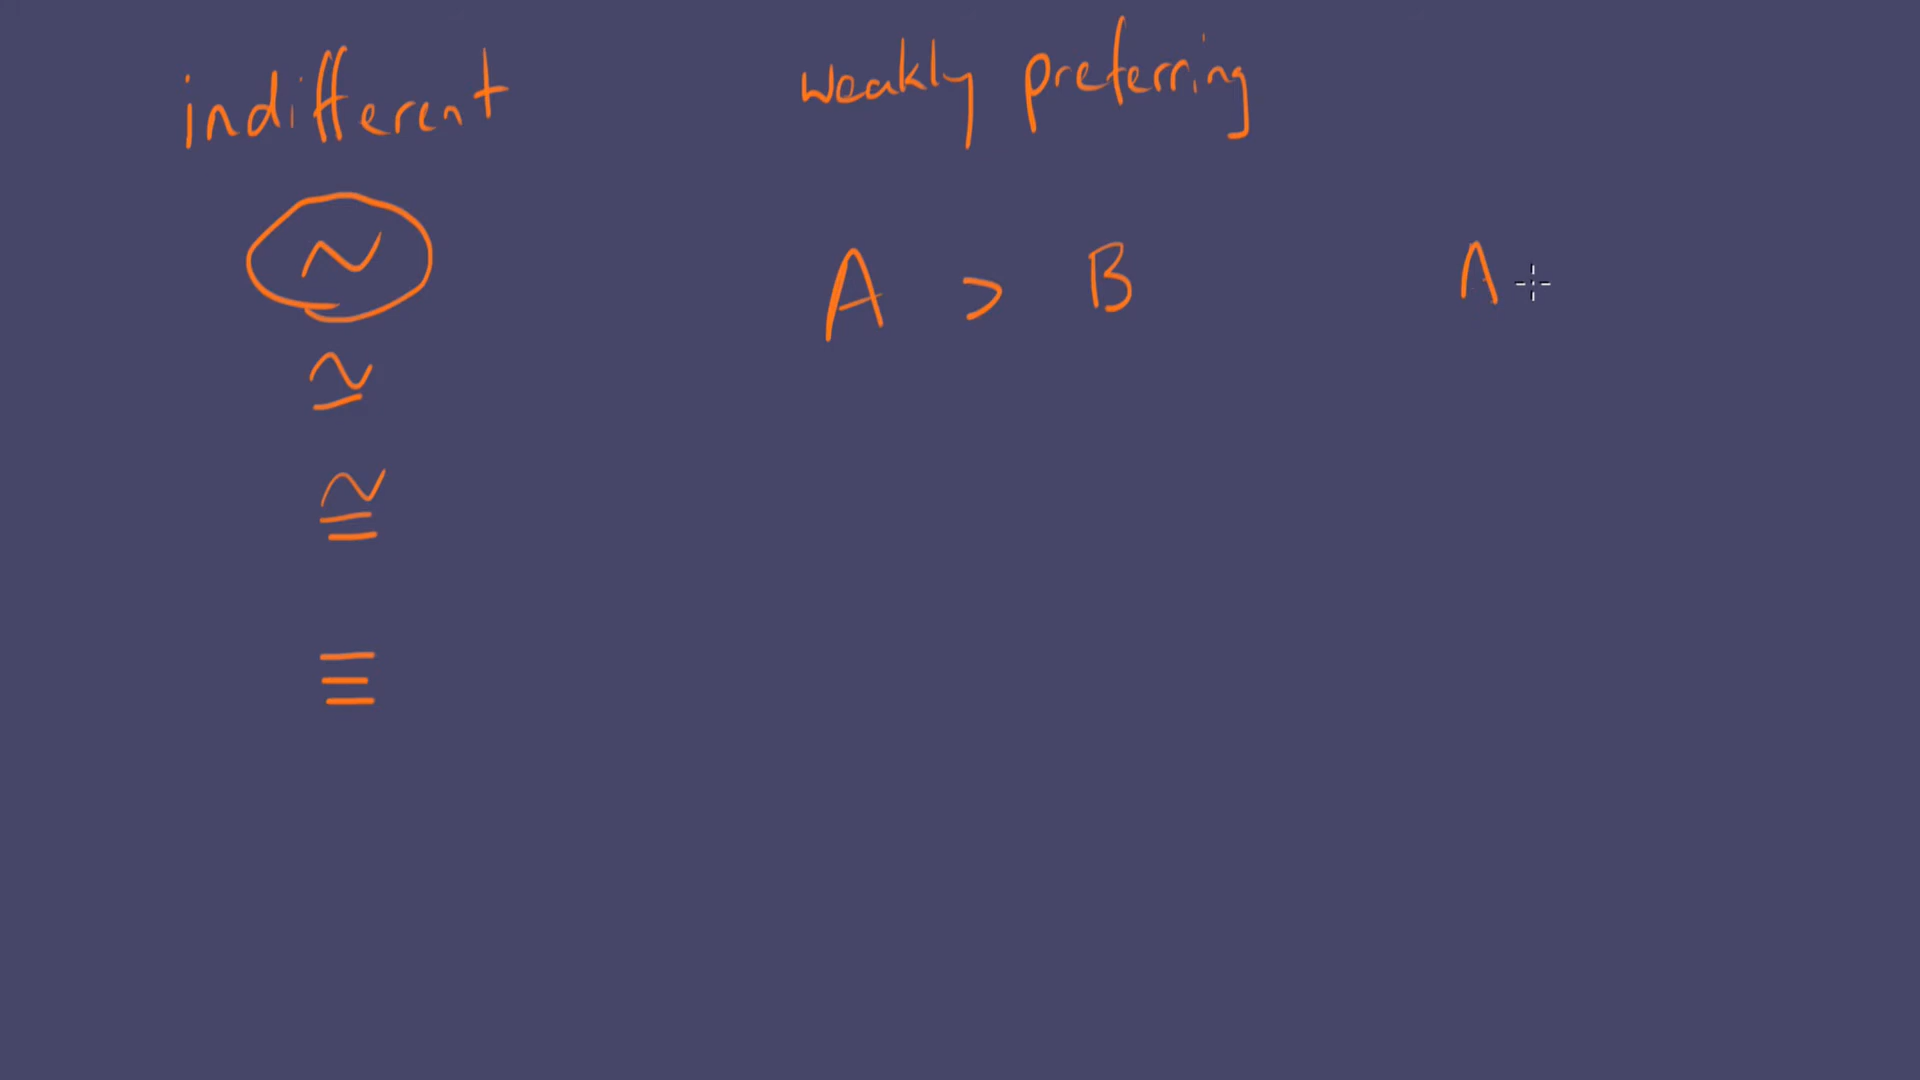 indifferent weakly preferring
~ A > B A
≃
≅
≡